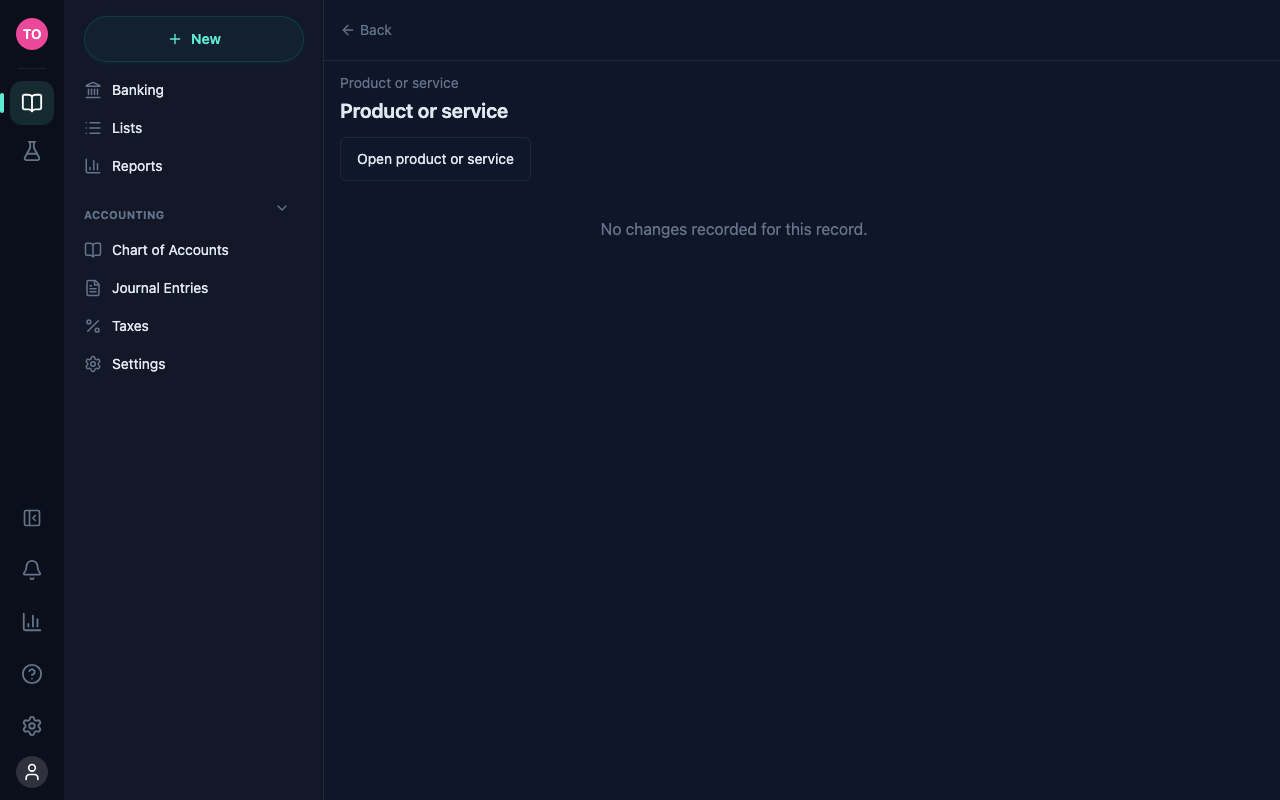 TO
New
Banking
Lists
Reports
ACCOUNTING
Chart of Accounts
Journal Entries
Taxes
Settings
Back
Product or service
Product or service
Open product or service
No changes recorded for this record.